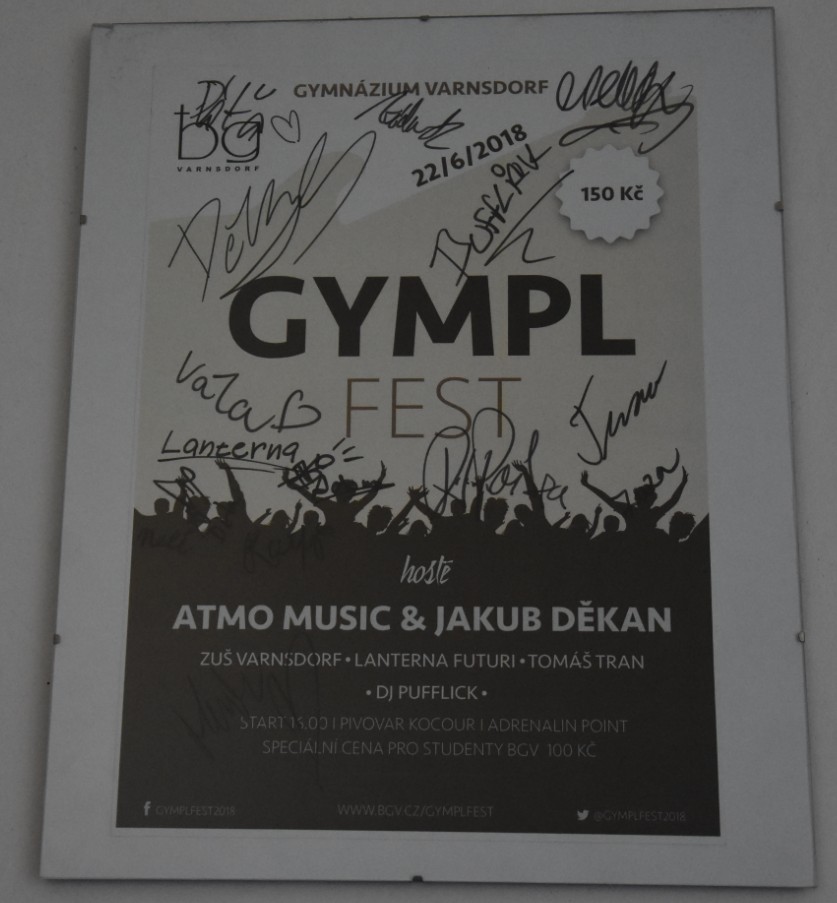 GYMNÁZIUM VARNSDORF
bg
VARNSDORF
22/6/2018
150 Kč
GYMPL
FEST
Lanterna
hosté
ATMO MUSIC & JAKUB DĚKAN
ZUŠ VARNSDORF • LANTERNA FUTURI • TOMÁŠ TRAN
• DJ PUFFLICK •
START 15.00 I PIVOVAR KOCOUR I ADRENALIN POINT
SPECIÁLNÍ CENA PRO STUDENTY BGV 100 KČ
GYMPLFEST2018
WWW.BGV.CZ/GYMPLFEST
@GYMPLFEST2018